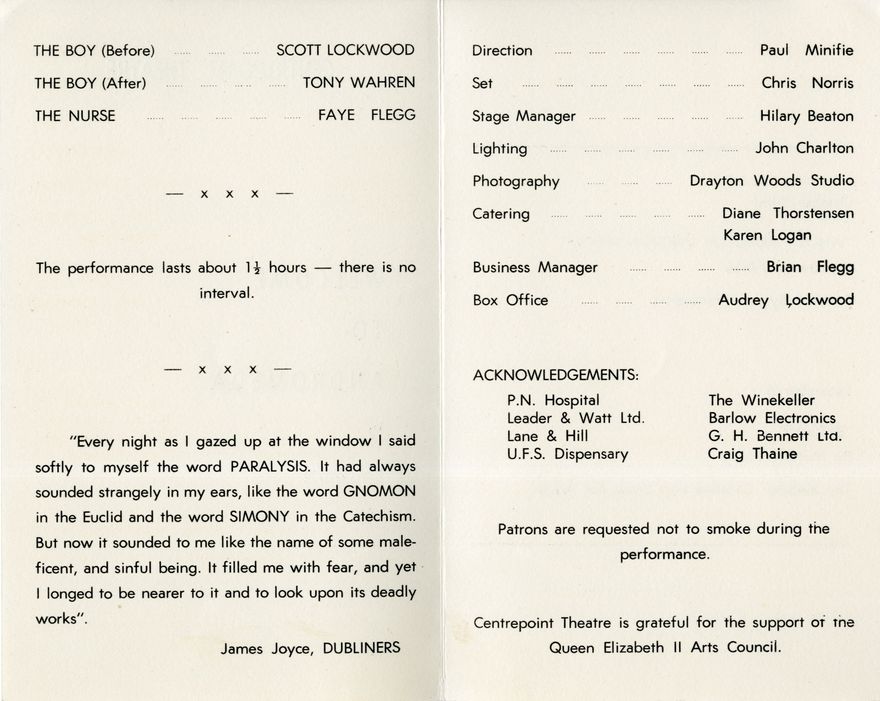 THE BOY (Before) ...... ...... ...... SCOTT LOCKWOOD
THE BOY (After) ...... ...... ...... ...... TONY WAHREN
THE NURSE ...... ...... ...... ...... FAYE FLEGG
— x x x —
The performance lasts about 1½ hours — there is no
interval.
— x x x —
"Every night as I gazed up at the window I said
softly to myself the word PARALYSIS. It had always
sounded strangely in my ears, like the word GNOMON
in the Euclid and the word SIMONY in the Catechism.
But now it sounded to me like the name of some male-
ficent, and sinful being. It filled me with fear, and yet
I longed to be nearer to it and to look upon its deadly
works".
James Joyce, DUBLINERS
Direction ...... ...... ...... ...... ...... ...... Paul Minifie
Set ...... ...... ...... ...... ...... ...... Chris Norris
Stage Manager ...... ...... ...... ...... Hilary Beaton
Lighting ...... ...... ...... ...... ...... John Charlton
Photography ...... ...... ...... Drayton Woods Studio
Catering ...... ...... ...... ...... Diane Thorstensen
Karen Logan
Business Manager ...... ...... ...... ...... Brian Flegg
Box Office ...... ...... ...... ...... Audrey Lockwood
ACKNOWLEDGEMENTS:
P.N. Hospital The Winekeller
Leader & Watt Ltd. Barlow Electronics
Lane & Hill G. H. Bennett Ltd.
U.F.S. Dispensary Craig Thaine
Patrons are requested not to smoke during the
performance.
Centrepoint Theatre is grateful for the support of the
Queen Elizabeth II Arts Council.